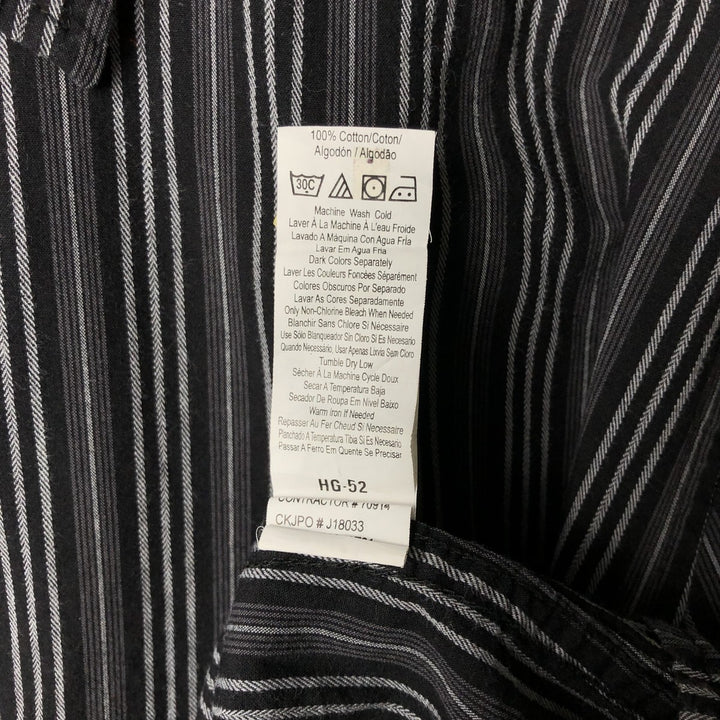 100% Cotton/Coton/
Algodón / Algodão
30C
Machine Wash Cold
Laver À La Machine À L'eau Froide
Lavado A Máquina Con Agua Fria
Lavar Em Agua Fria
Dark Colors Separately
Laver Les Couleurs Foncées Séparément
Colores Obscuros Por Separado
Lavar As Cores Separadamente
Only Non-Chlorine Bleach When Needed
Blanchir Sans Chlore Si Nécessaire
Use Sólo Blanqueador Sin Cloro Si Es Necesario
Quando Necessário, Usar Apenas Lixívia Sem Cloro
Tumble Dry Low
Sécher À La Machine Cycle Doux
Secar A Temperatura Baja
Secador De Roupa Em Nivel Baixo
Warm iron If Needed
Repasser Au Fer Chaud Si Nécessaire
Planchado A Temperatura Tibia Si Es Necesario
Passar A Ferro Em Quente Se Precisar
HG-52
CONTRACTOR # 70914
CKJPO # J18033